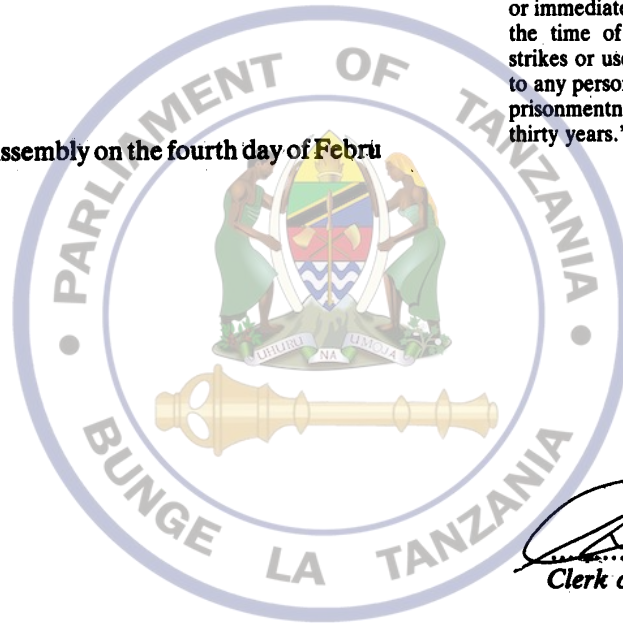 or immediate
the time of
strikes or use
to any person
prisonmentn
thirty years."
ssembly on the fourth day of Febru
PARLIAMENT OF TANZANIA
UHURU NA UMOJA
BUNGE LA TANZANIA
Clerk o